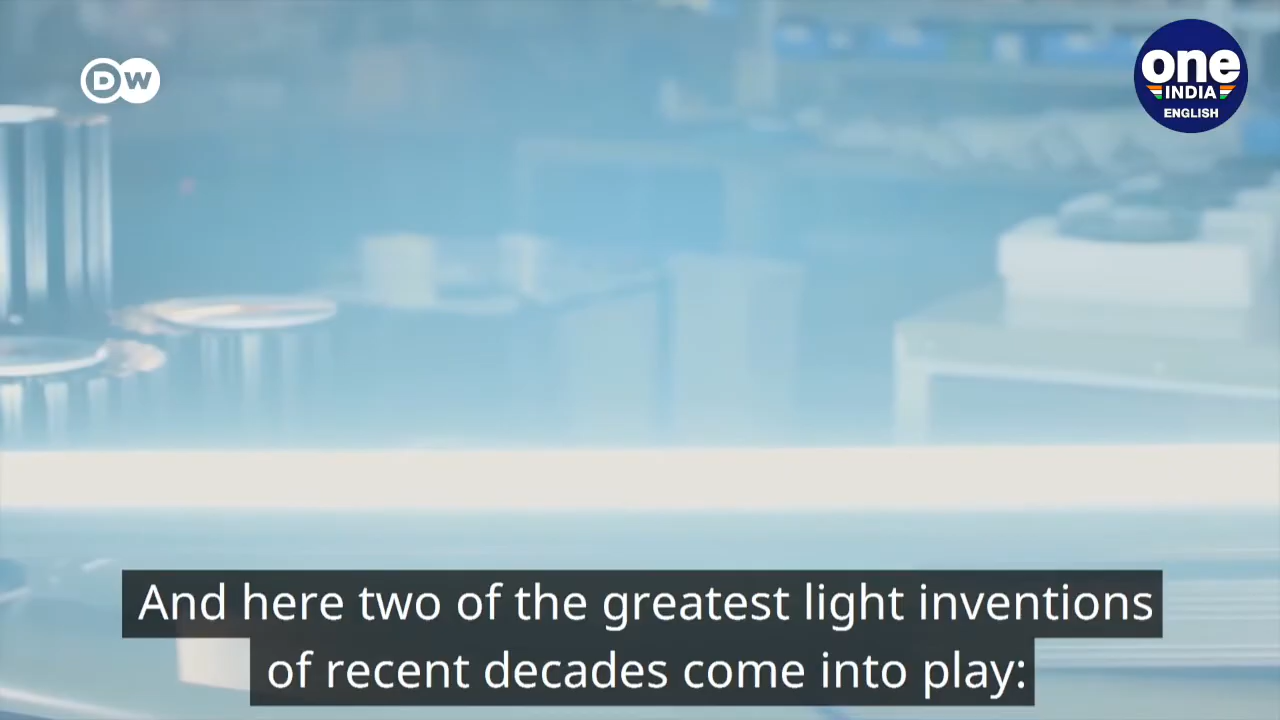 DW
one
INDIA
ENGLISH
And here two of the greatest light inventions
of recent decades come into play: